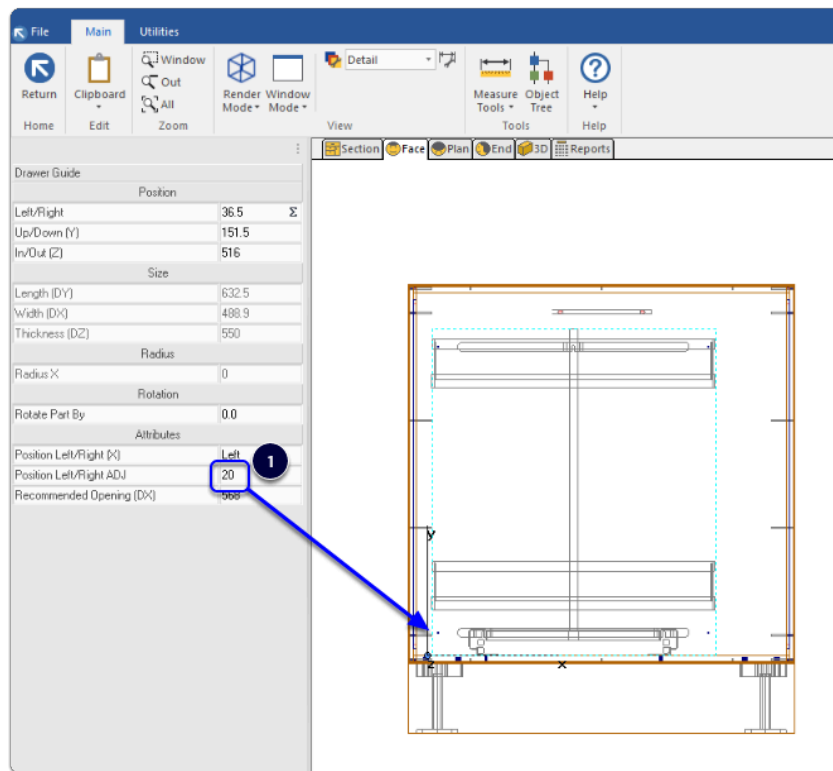 File Main Utilities
Return Clipboard Window Out All Render Mode Window Mode Detail Measure Tools Object Tree Help
Home Edit Zoom View Tools Help
Section Face Plan End 3D Reports
Drawer Guide
Position
Left/Right 36.5 Σ
Up/Down (Y) 151.5
In/Out (Z) 516
Size
Length (DY) 632.5
Width (DX) 488.9
Thickness (DZ) 550
Radius
Radius X 0
Rotation
Rotate Part By 0.0
Attributes
Position Left/Right (X) Left
1
Position Left/Right ADJ 20
Recommended Opening (DX) 568
y
z x